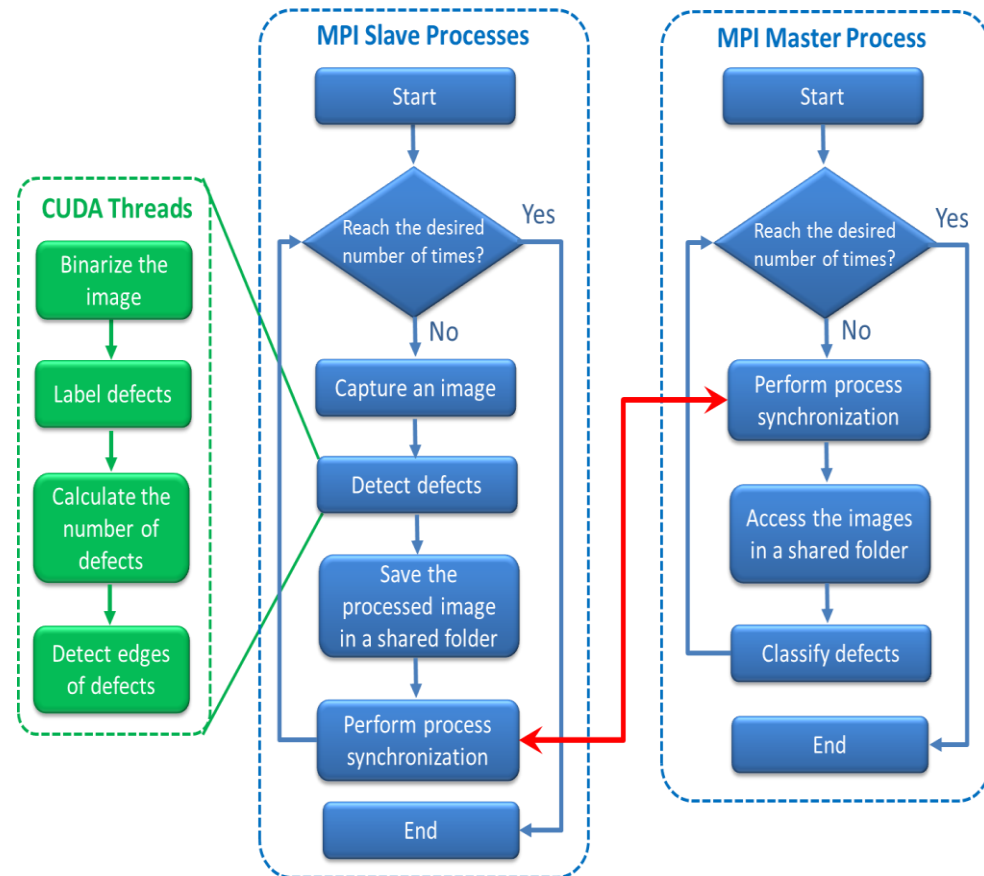 CUDA Threads
Binarize the
image
Label defects
Calculate the
number of
defects
Detect edges
of defects
MPI Slave Processes
Start
Reach the desired
number of times?
Yes
No
Capture an image
Detect defects
Save the
processed image
in a shared folder
Perform process
synchronization
End
MPI Master Process
Start
Reach the desired
number of times?
Yes
No
Perform process
synchronization
Access the images
in a shared folder
Classify defects
End